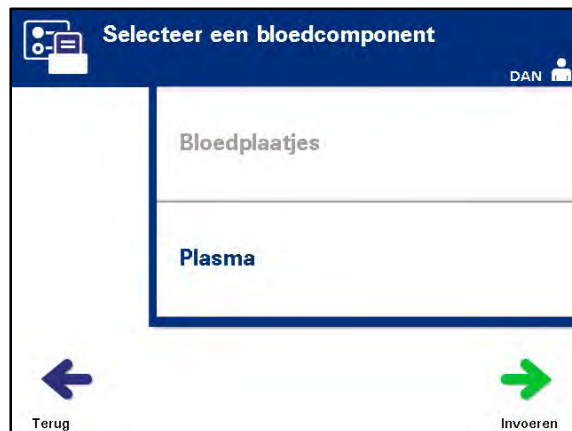 Selecteer een bloedcomponent
DAN
Bloedplaatjes
Plasma
Terug
Invoeren